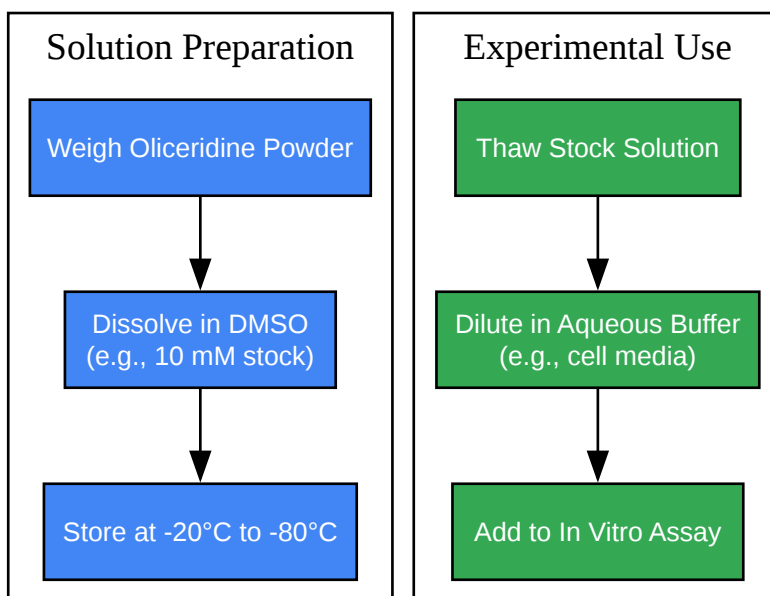 Solution Preparation
Weigh Oliceridine Powder
Dissolve in DMSO
(e.g., 10 mM stock)
Store at -20°C to -80°C
Experimental Use
Thaw Stock Solution
Dilute in Aqueous Buffer
(e.g., cell media)
Add to In Vitro Assay